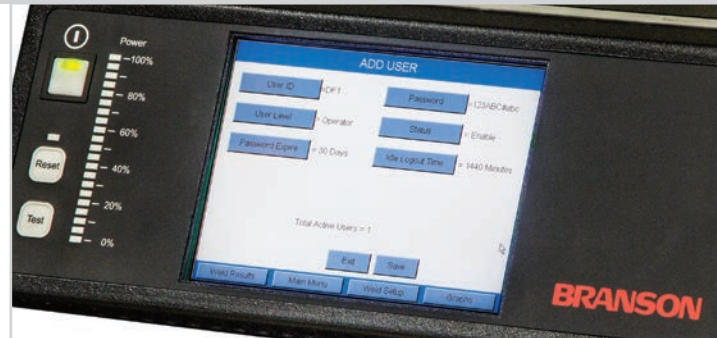 Power
100%
80%
60%
40%
20%
0%
Reset
Test
ADD USER
User ID =DF1
Password =123ABC#abc
User Level = Operator
Status = Enable
Password Expire = 30 Days
Idle Logout Time = 1440 Minutes
Total Active Users = 1
Exit Save
Weld Results Main Menu Weld Setup Graphs
BRANSON